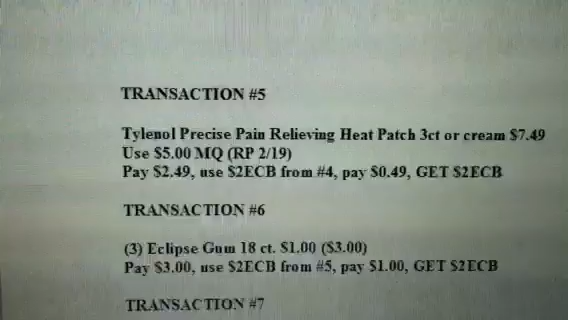 TRANSACTION #5
Tylenol Precise Pain Relieving Heat Patch 3ct or cream $7.49
Use $5.00 MQ (RP 2/19)
Pay $2.49, use $2ECB from #4, pay $0.49, GET $2ECB
TRANSACTION #6
(3) Eclipse Gum 18 ct. $1.00 ($3.00)
Pay $3.00, use $2ECB from #5, pay $1.00, GET $2ECB
TRANSACTION #7